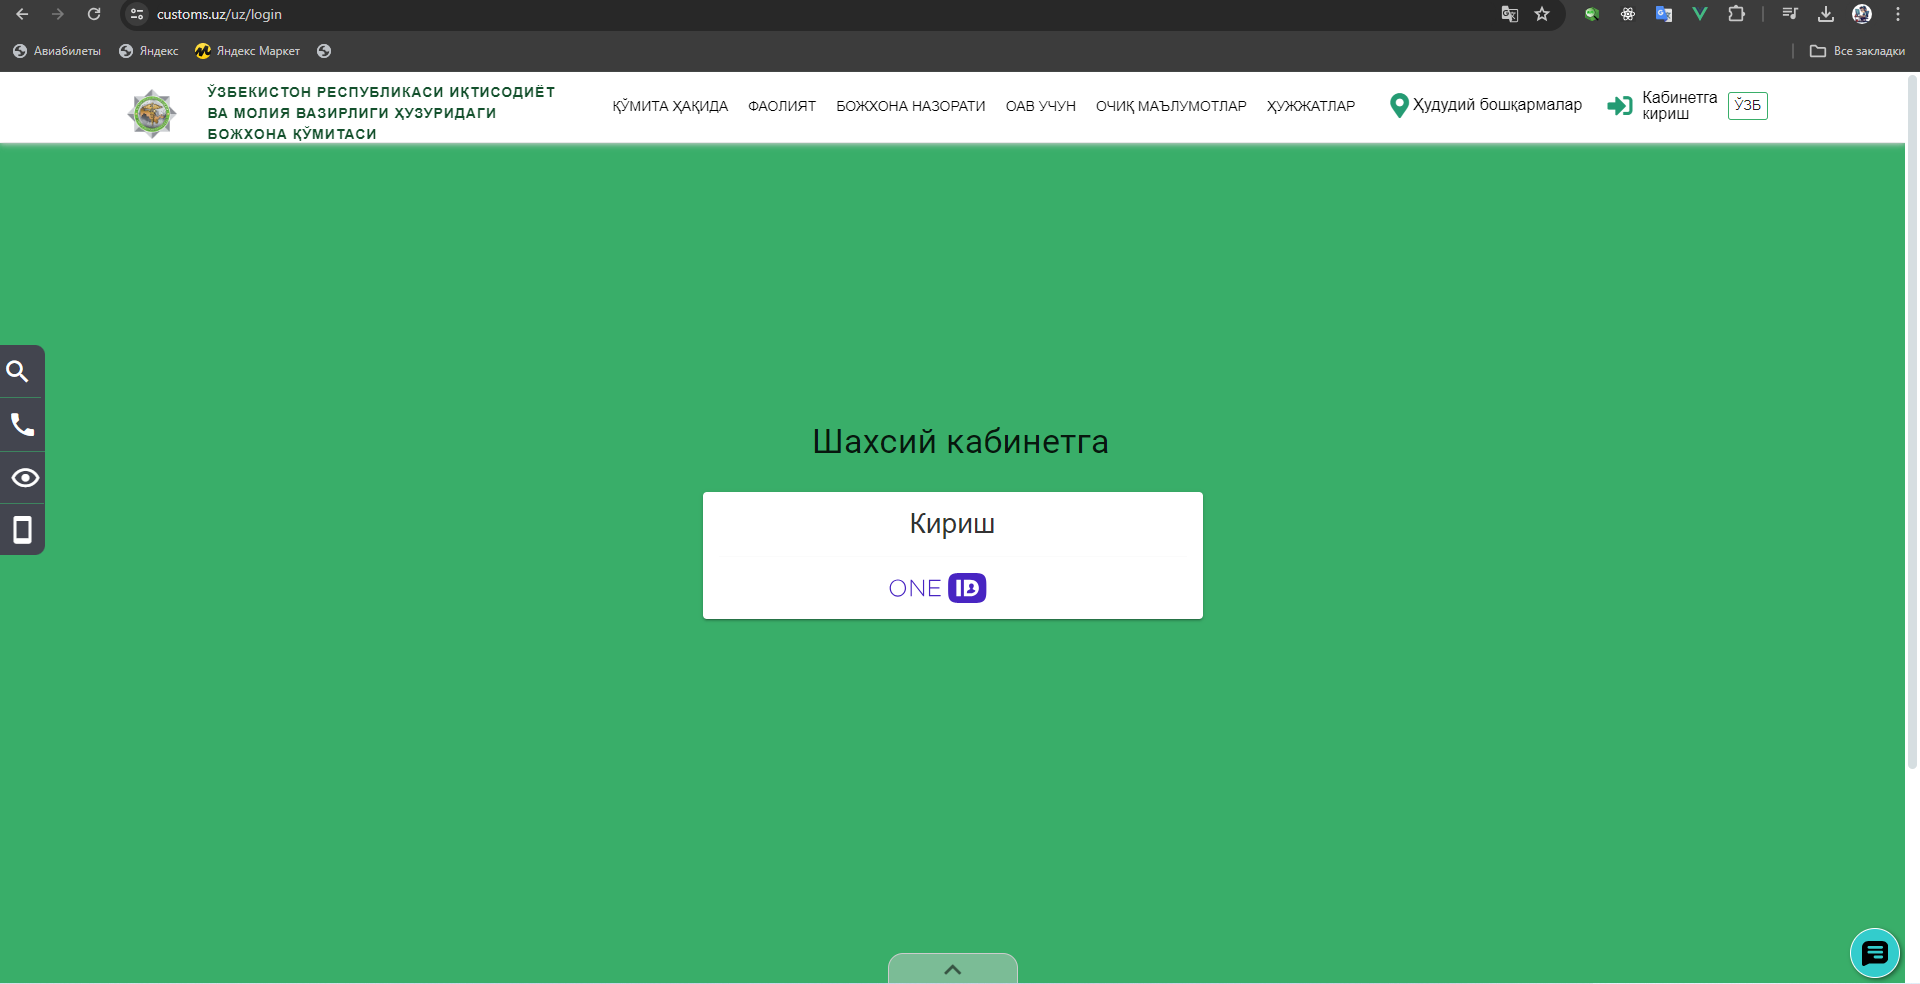 customs.uz/uz/login
Авиабилеты
Яндекс
Яндекс Маркет
Все закладки
ЎЗБЕКИСТОН РЕСПУБЛИКАСИ ИҚТИСОДИЁТ
ВА МОЛИЯ ВАЗИРЛИГИ ҲУЗУРИДАГИ
БОЖХОНА ҚЎМИТАСИ
ҚЎМИТА ҲАҚИДА
ФАОЛИЯТ
БОЖХОНА НАЗОРАТИ
ОАВ УЧУН
ОЧИҚ МАЪЛУМОТЛАР
ҲУЖЖАТЛАР
Ҳудудий бошқармалар
Кабинетга
кириш
ЎЗБ
Шахсий кабинетга
Кириш
ONE ID